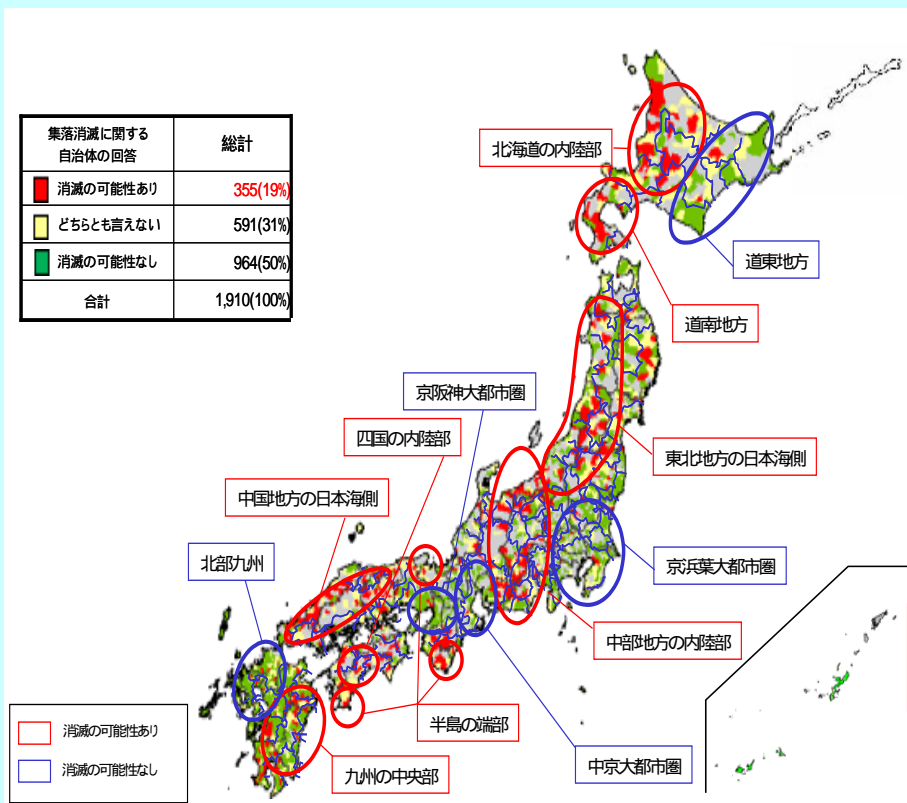 集落消滅に関する
自治体の回答
総計
消滅の可能性あり
355(19%)
どちらとも言えない
591(31%)
消滅の可能性なし
964(50%)
合計
1,910(100%)
北海道の内陸部
道東地方
道南地方
京阪神大都市圏
四国の内陸部
東北地方の日本海側
中国地方の日本海側
北部九州
京浜葉大都市圏
中部地方の内陸部
半島の端部
中京大都市圏
九州の中央部
消滅の可能性あり
消滅の可能性なし